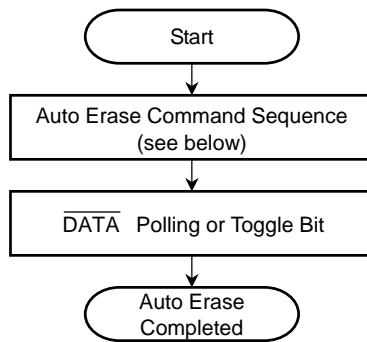 Start
Auto Erase Command Sequence
(see below)
DATA Polling or Toggle Bit
Auto Erase
Completed